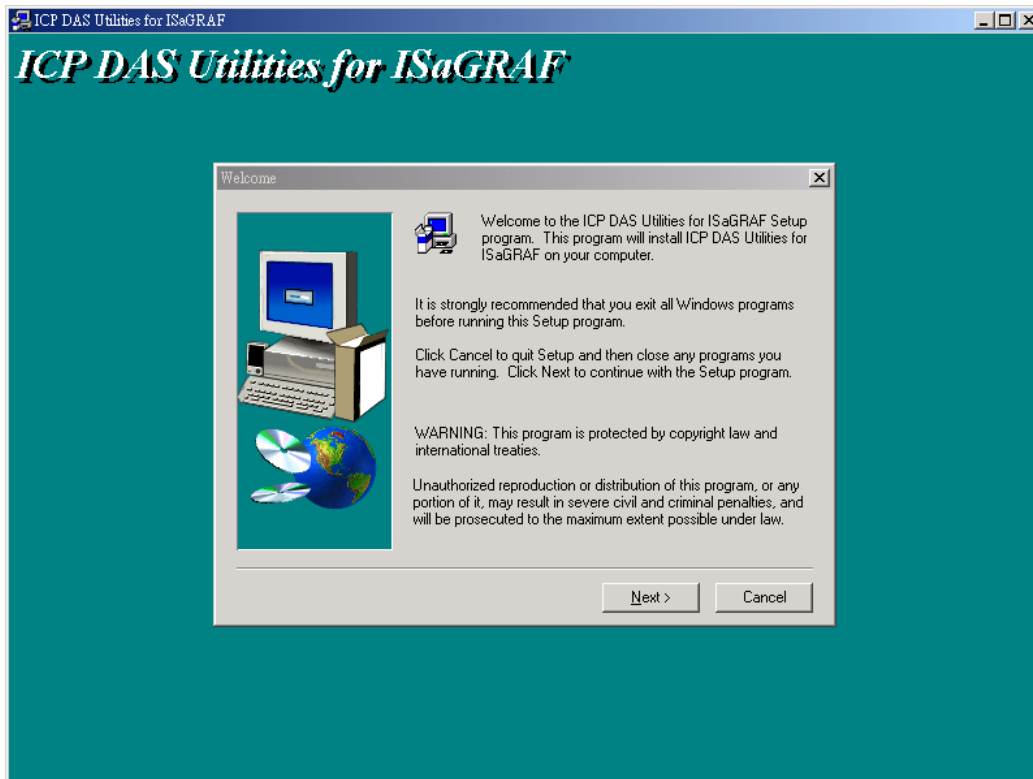 ICP DAS Utilities for ISaGRAF
ICP DAS Utilities for ISaGRAF
Welcome
Welcome to the ICP DAS Utilities for ISaGRAF Setup
program. This program will install ICP DAS Utilities for
ISaGRAF on your computer.
It is strongly recommended that you exit all Windows programs
before running this Setup program.
Click Cancel to quit Setup and then close any programs you
have running. Click Next to continue with the Setup program.
WARNING: This program is protected by copyright law and
international treaties.
Unauthorized reproduction or distribution of this program, or any
portion of it, may result in severe civil and criminal penalties, and
will be prosecuted to the maximum extent possible under law.
Next >
Cancel